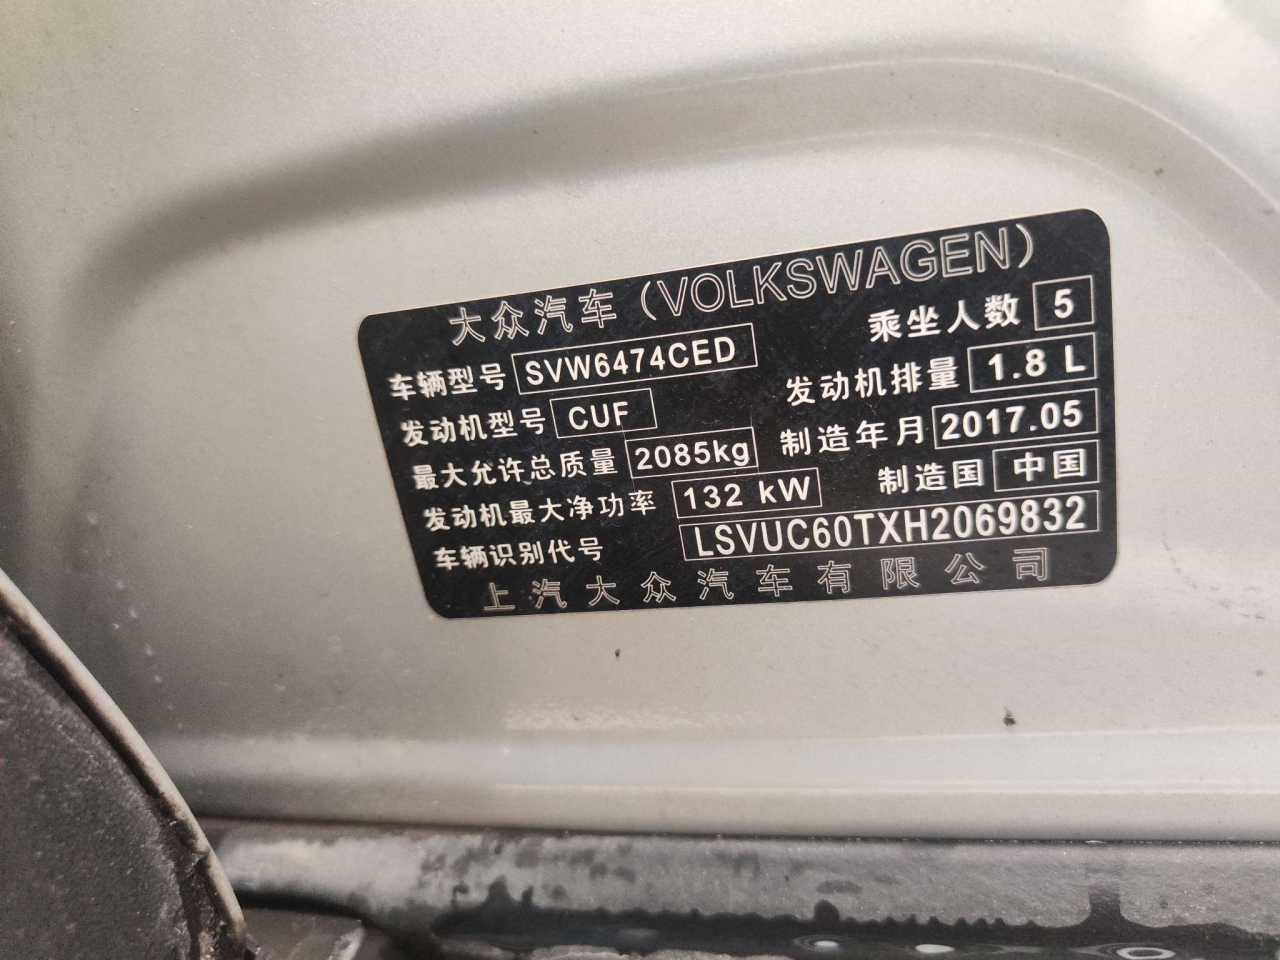 大众汽车（VOLKSWAGEN）
乘坐人数 5
车辆型号 SVW6474CED
发动机排量 1.8 L
发动机型号 CUF
制造年月 2017.05
最大允许总质量 2085kg
制造国 中国
发动机最大净功率 132 kW
车辆识别代号 LSVUC60TXH2069832
上汽大众汽车有限公司